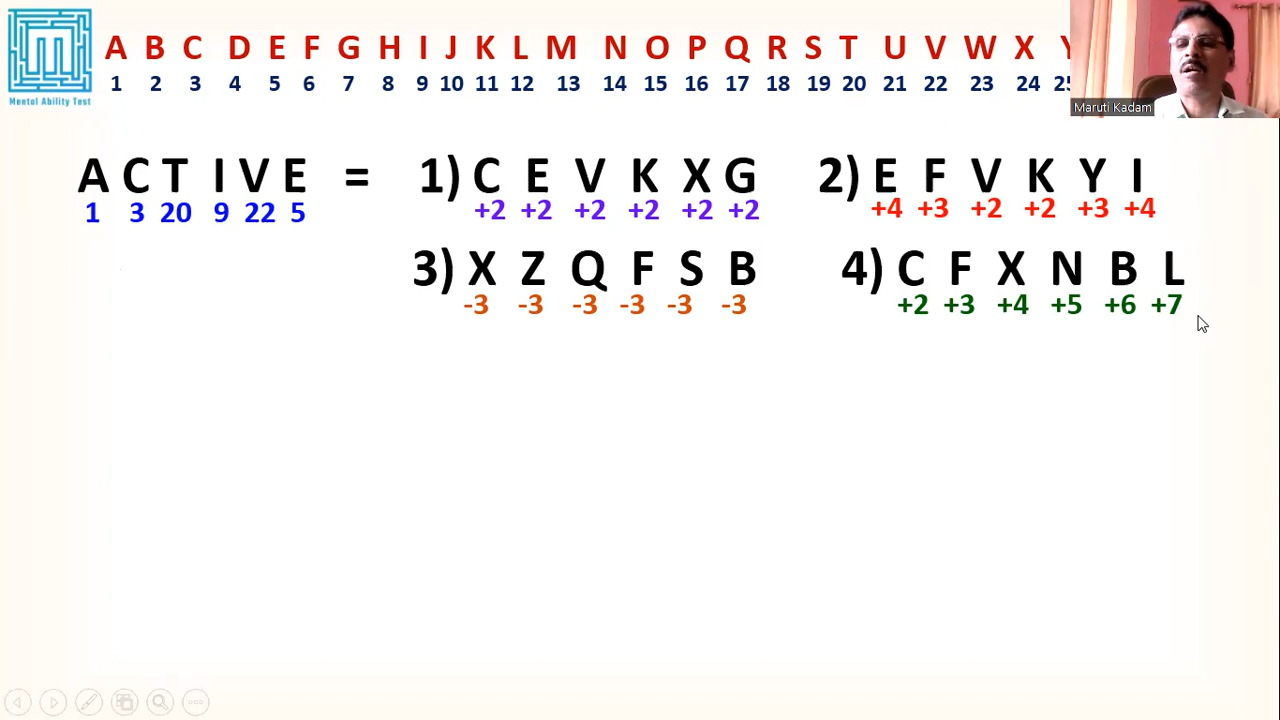 A B C D E F G H I J K L M N O P Q R S T U V W X Y
1 2 3 4 5 6 7 8 9 10 11 12 13 14 15 16 17 18 19 20 21 22 23 24 25
Mental Ability Test
Maruti Kadam
A C T I V E = 1) C E V K X G 2) E F V K Y I
1 3 20 9 22 5 +2 +2 +2 +2 +2 +2 +4 +3 +2 +2 +3 +4
3) X Z Q F S B 4) C F X N B L
-3 -3 -3 -3 -3 -3 +2 +3 +4 +5 +6 +7